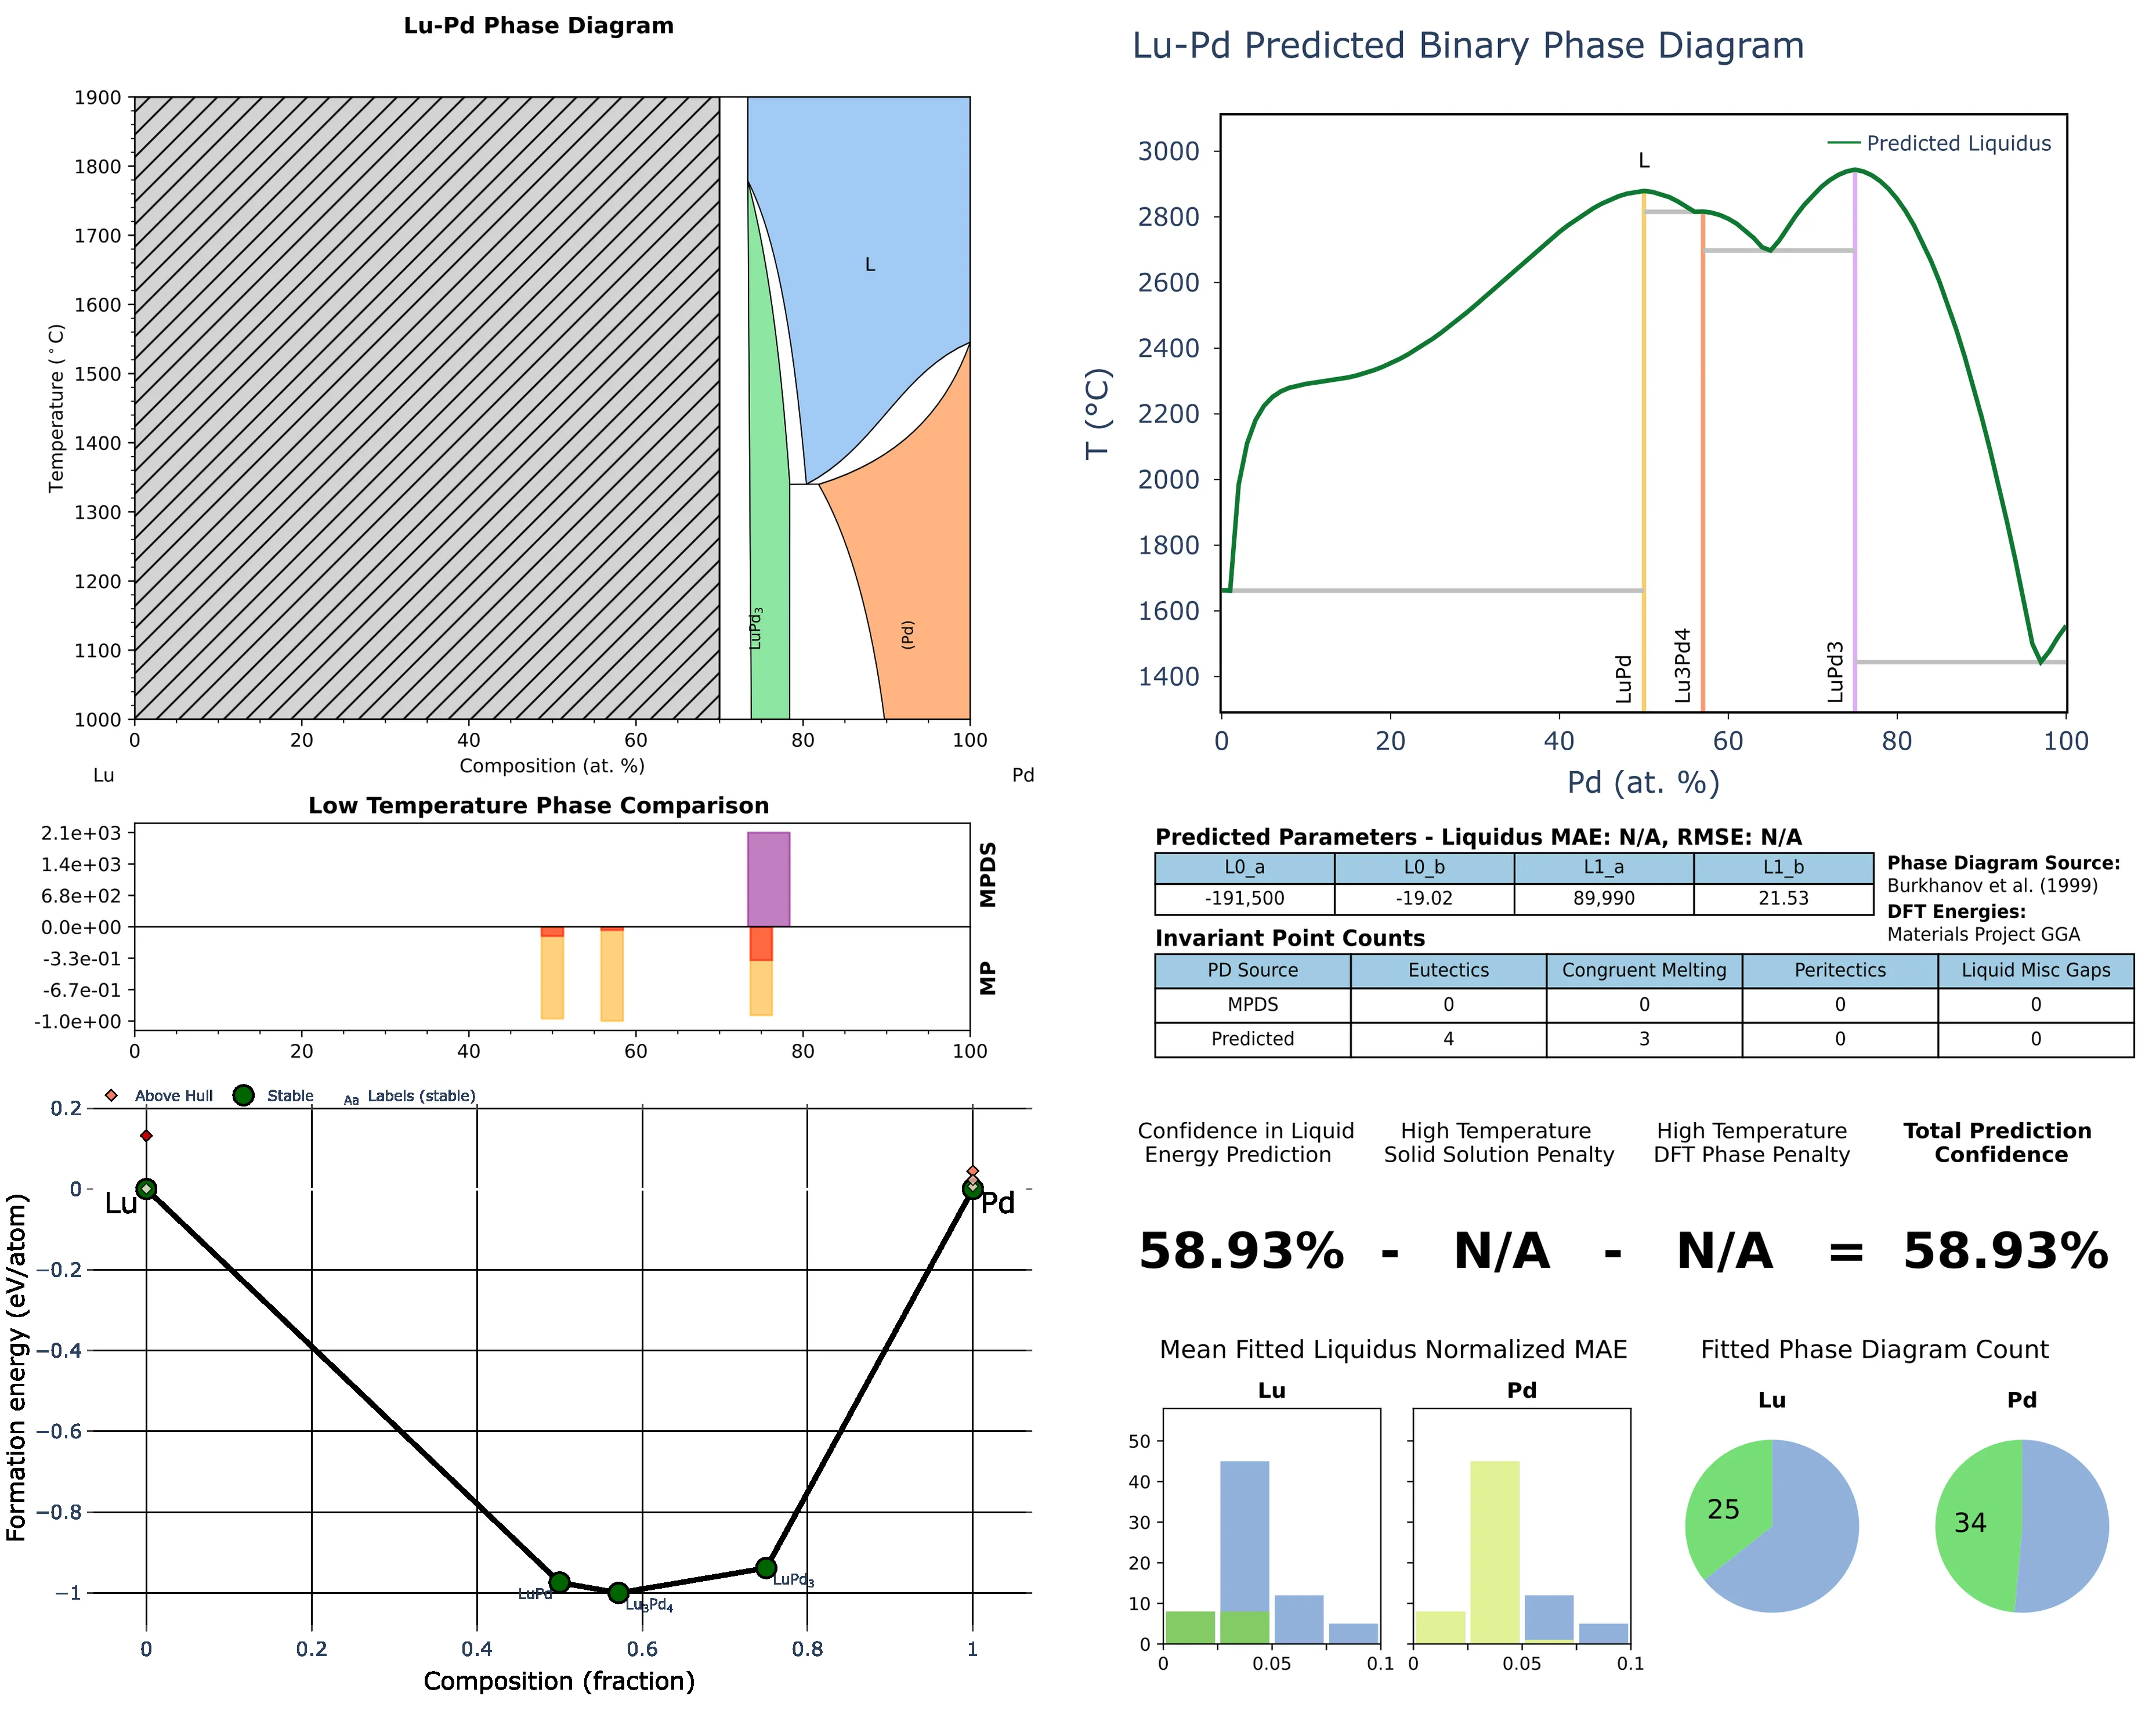 Lu-Pd Phase Diagram
1900
1800
1700
1600
1500
1400
1300
1200
1100
1000
Temperature (°C)
L
LuPd₃
(Pd)
0 20 40 60 80 100
Composition (at. %)
Lu Pd
Low Temperature Phase Comparison
2.1e+03
1.4e+03
6.8e+02
0.0e+00
-3.3e-01
-6.7e-01
-1.0e+00
MPDS
MP
0 20 40 60 80 100
Above Hull Stable Aa Labels (stable)
0.2
0
−0.2
−0.4
−0.6
−0.8
−1
Formation energy (eV/atom)
Lu
Pd
LuPd
Lu₃Pd₄
LuPd₃
0 0.2 0.4 0.6 0.8 1
Composition (fraction)
Lu-Pd Predicted Binary Phase Diagram
Predicted Liquidus
L
3000
2800
2600
2400
2200
2000
1800
1600
1400
T (°C)
LuPd
Lu3Pd4
LuPd3
0 20 40 60 80 100
Pd (at. %)
Predicted Parameters - Liquidus MAE: N/A, RMSE: N/A
L0_a L0_b L1_a L1_b
-191,500 -19.02 89,990 21.53
Phase Diagram Source:
Burkhanov et al. (1999)
DFT Energies:
Materials Project GGA
Invariant Point Counts
PD Source Eutectics Congruent Melting Peritectics Liquid Misc Gaps
MPDS 0 0 0 0
Predicted 4 3 0 0
Confidence in Liquid
Energy Prediction
High Temperature
Solid Solution Penalty
High Temperature
DFT Phase Penalty
Total Prediction
Confidence
58.93% - N/A - N/A = 58.93%
Mean Fitted Liquidus Normalized MAE
Lu
Pd
50
40
30
20
10
0
0 0.05 0.1
0 0.05 0.1
Fitted Phase Diagram Count
Lu
25
Pd
34